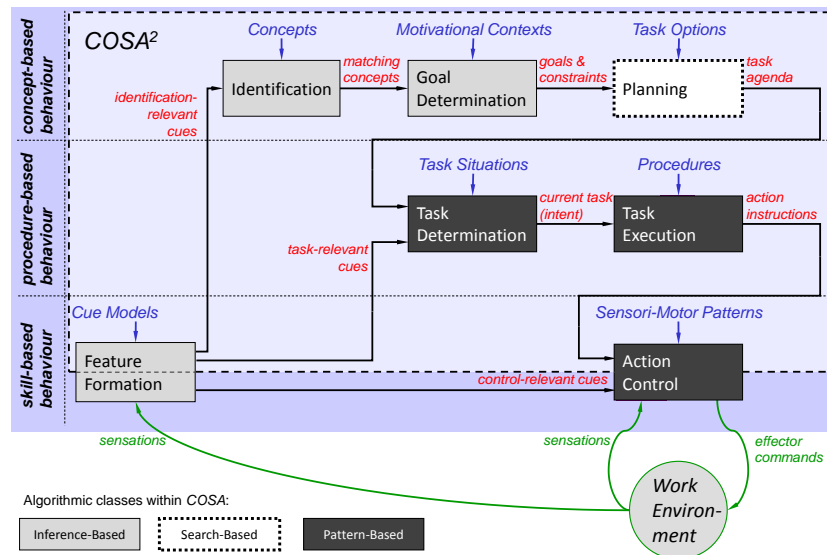 COSA²
Concepts
Motivational Contexts
Task Options
concept-based
behaviour
Identification
matching
concepts
Goal
Determination
goals &
constraints
Planning
task
agenda
identification-
relevant
cues
procedure-based
behaviour
Task Situations
Procedures
Task
Determination
current task
(intent)
Task
Execution
action
instructions
task-relevant
cues
skill-based
behaviour
Cue Models
Sensori-Motor Patterns
Feature
Formation
Action
Control
control-relevant cues
sensations
sensations
effector
commands
Work
Environ-
ment
Algorithmic classes within COSA:
Inference-Based
Search-Based
Pattern-Based